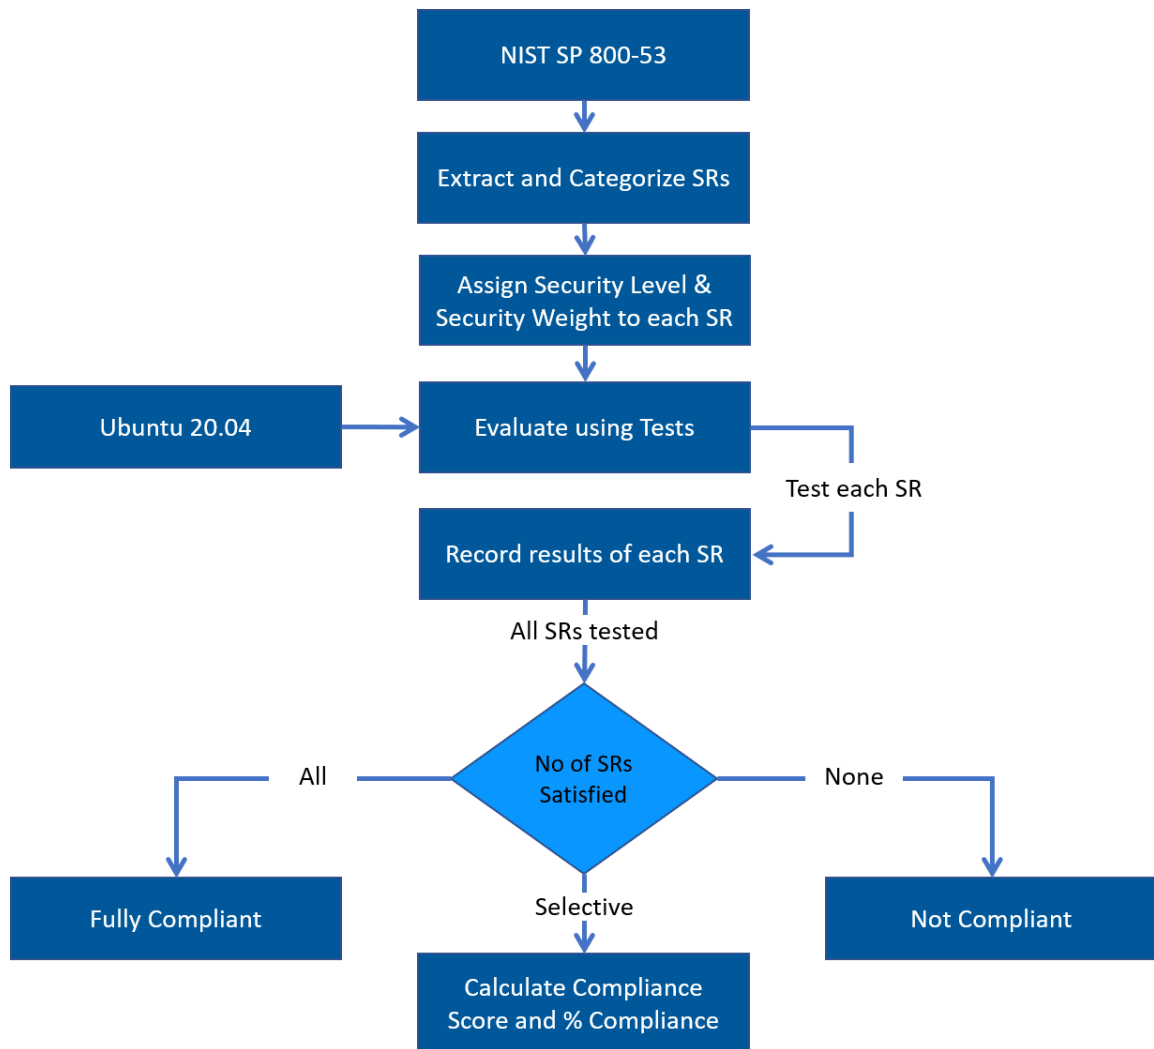 NIST SP 800-53
Extract and Categorize SRs
Assign Security Level &
Security Weight to each SR
Ubuntu 20.04
Evaluate using Tests
Test each SR
Record results of each SR
All SRs tested
No of SRs
Satisfied
All
None
Fully Compliant
Selective
Not Compliant
Calculate Compliance
Score and % Compliance